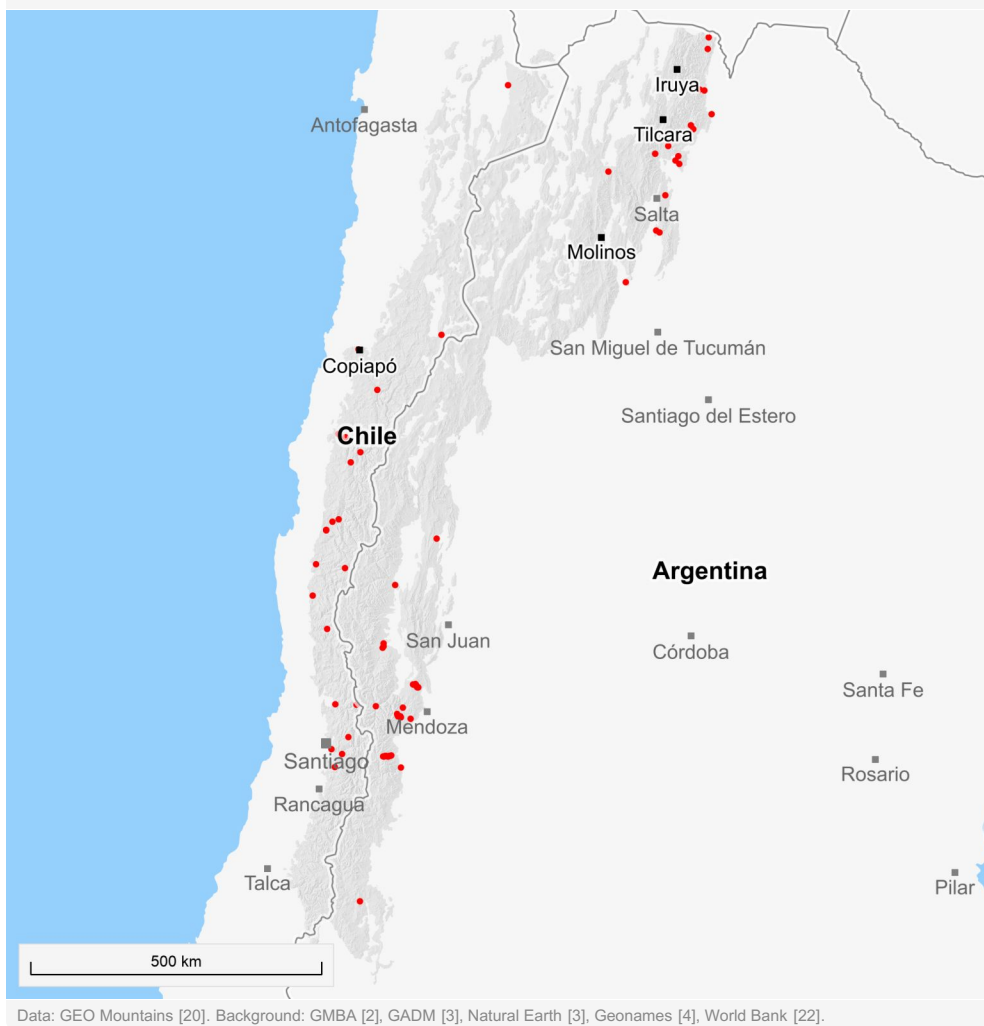 Iruya
Antofagasta
Tilcara
Salta
Molinos
San Miguel de Tucumán
Copiapó
Santiago del Estero
Chile
Argentina
San Juan
Córdoba
Santa Fe
Mendoza
Santiago
Rosario
Rancagua
Talca
Pilar
500 km
Data: GEO Mountains [20]. Background: GMBA [2], GADM [3], Natural Earth [3], Geonames [4], World Bank [22].